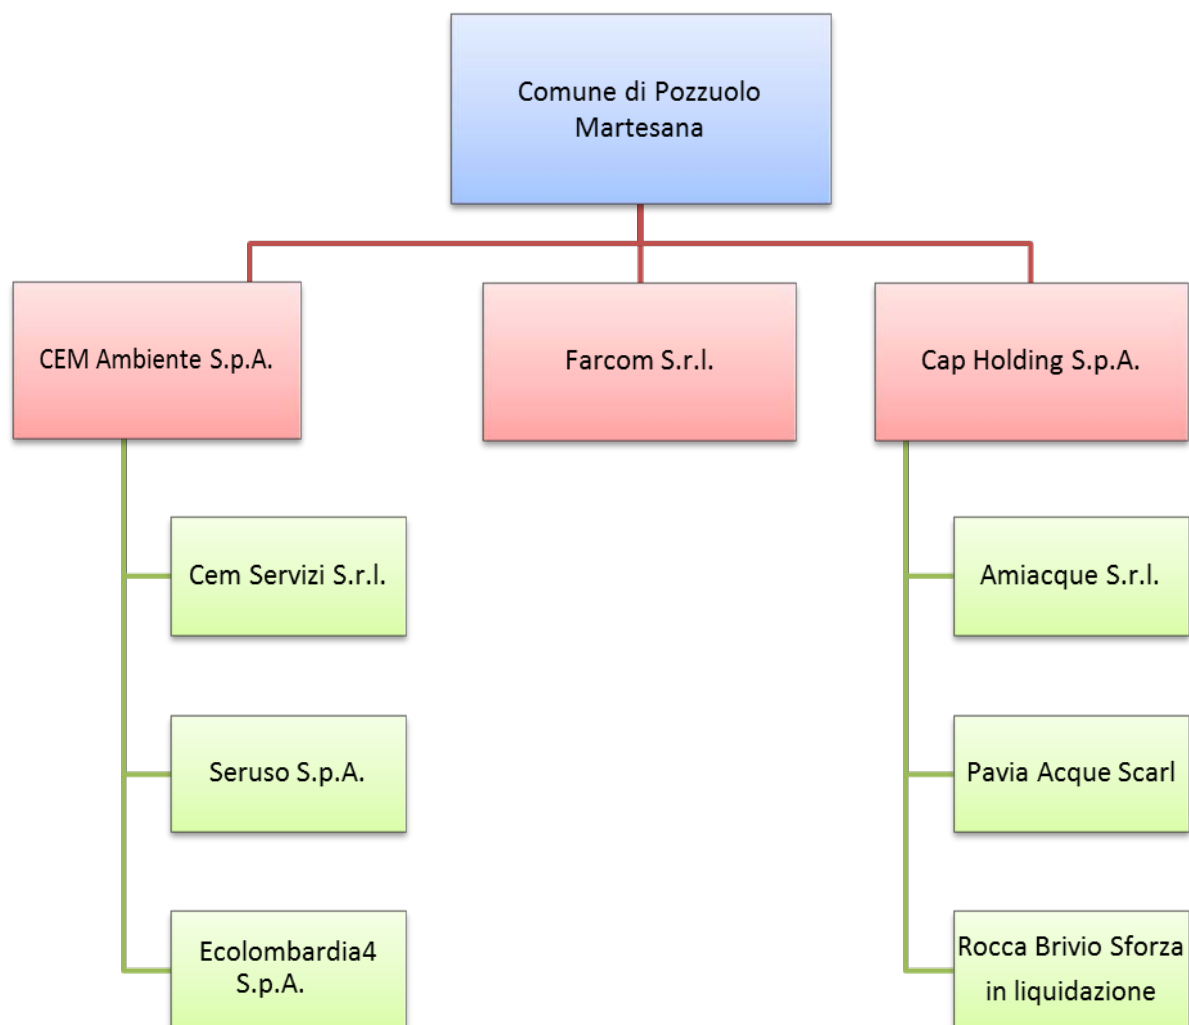 Comune di Pozzuolo
Martesana
CEM Ambiente S.p.A.
Farcom S.r.l.
Cap Holding S.p.A.
Cem Servizi S.r.l.
Amiacque S.r.l.
Seruso S.p.A.
Pavia Acque Scarl
Ecolombardia4
S.p.A.
Rocca Brivio Sforza
in liquidazione